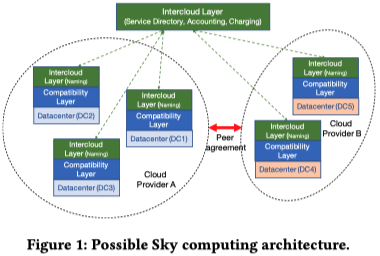 Intercloud Layer
(Service Directory, Accounting, Charging)
Intercloud
Layer (Naming)
Compatibility
Layer
Datacenter (DC2)
Intercloud
Layer (Naming)
Compatibility
Layer
Datacenter (DC1)
Intercloud
Layer (Naming)
Compatibility
Layer
Datacenter (DC3)
Cloud
Provider A
Peer
agreement
Intercloud
Layer (Naming)
Compatibility
Layer
Datacenter (DC5)
Intercloud
Layer (Naming)
Compatibility
Layer
Datacenter (DC4)
Cloud
Provider B
Figure 1: Possible Sky computing architecture.